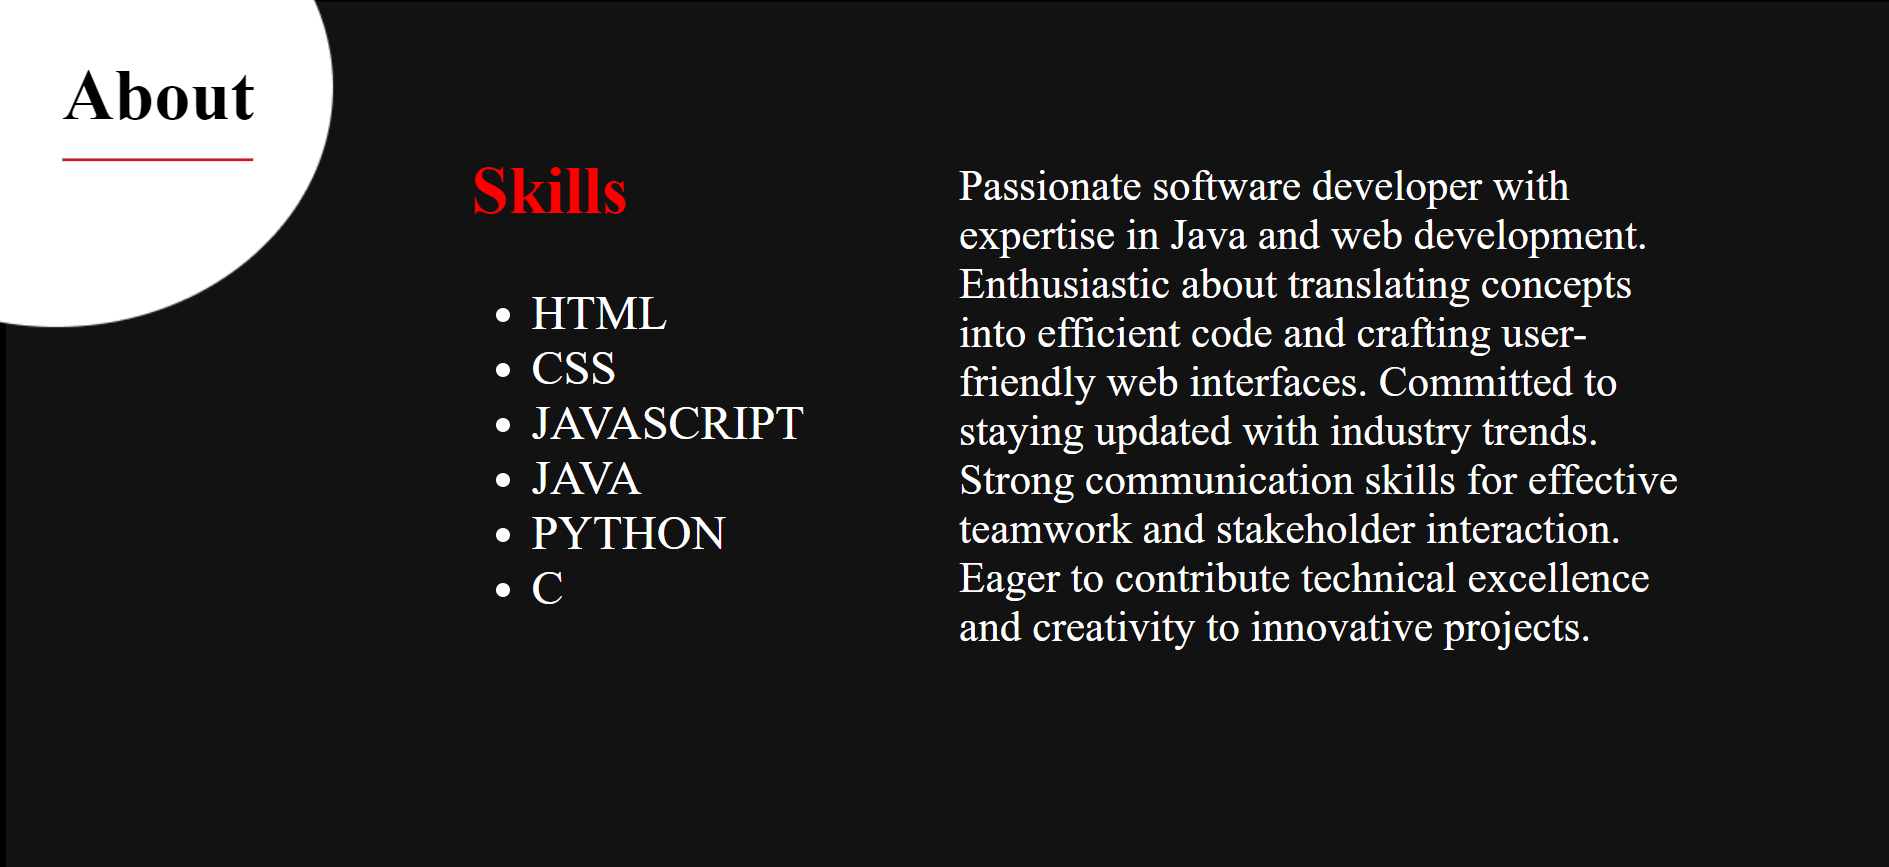 About
Skills
HTML
CSS
JAVASCRIPT
JAVA
PYTHON
C
Passionate software developer with
expertise in Java and web development.
Enthusiastic about translating concepts
into efficient code and crafting user-
friendly web interfaces. Committed to
staying updated with industry trends.
Strong communication skills for effective
teamwork and stakeholder interaction.
Eager to contribute technical excellence
and creativity to innovative projects.